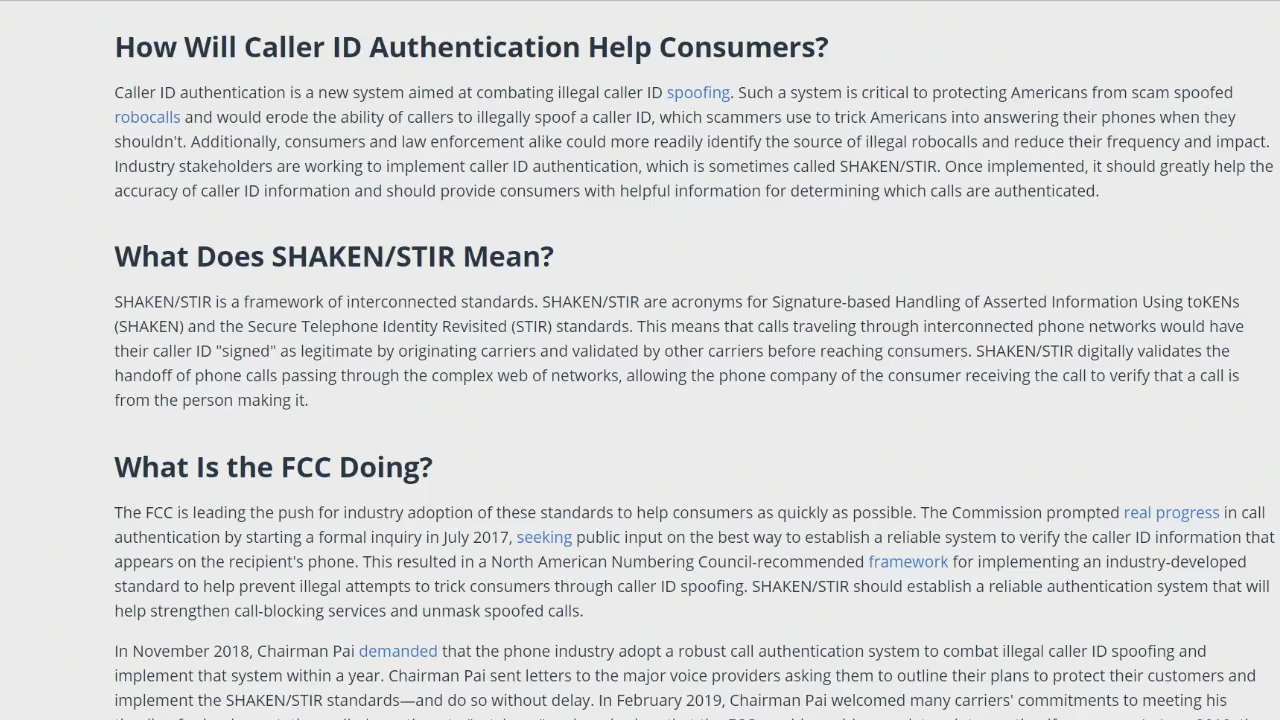 How Will Caller ID Authentication Help Consumers?
Caller ID authentication is a new system aimed at combating illegal caller ID spoofing. Such a system is critical to protecting Americans from scam spoofed
robocalls and would erode the ability of callers to illegally spoof a caller ID, which scammers use to trick Americans into answering their phones when they
shouldn't. Additionally, consumers and law enforcement alike could more readily identify the source of illegal robocalls and reduce their frequency and impact.
Industry stakeholders are working to implement caller ID authentication, which is sometimes called SHAKEN/STIR. Once implemented, it should greatly help the
accuracy of caller ID information and should provide consumers with helpful information for determining which calls are authenticated.
What Does SHAKEN/STIR Mean?
SHAKEN/STIR is a framework of interconnected standards. SHAKEN/STIR are acronyms for Signature-based Handling of Asserted Information Using toKENs
(SHAKEN) and the Secure Telephone Identity Revisited (STIR) standards. This means that calls traveling through interconnected phone networks would have
their caller ID "signed" as legitimate by originating carriers and validated by other carriers before reaching consumers. SHAKEN/STIR digitally validates the
handoff of phone calls passing through the complex web of networks, allowing the phone company of the consumer receiving the call to verify that a call is
from the person making it.
What Is the FCC Doing?
The FCC is leading the push for industry adoption of these standards to help consumers as quickly as possible. The Commission prompted real progress in call
authentication by starting a formal inquiry in July 2017, seeking public input on the best way to establish a reliable system to verify the caller ID information that
appears on the recipient's phone. This resulted in a North American Numbering Council-recommended framework for implementing an industry-developed
standard to help prevent illegal attempts to trick consumers through caller ID spoofing. SHAKEN/STIR should establish a reliable authentication system that will
help strengthen call-blocking services and unmask spoofed calls.
In November 2018, Chairman Pai demanded that the phone industry adopt a robust call authentication system to combat illegal caller ID spoofing and
implement that system within a year. Chairman Pai sent letters to the major voice providers asking them to outline their plans to protect their customers and
implement the SHAKEN/STIR standards—and do so without delay. In February 2019, Chairman Pai welcomed many carriers' commitments to meeting his